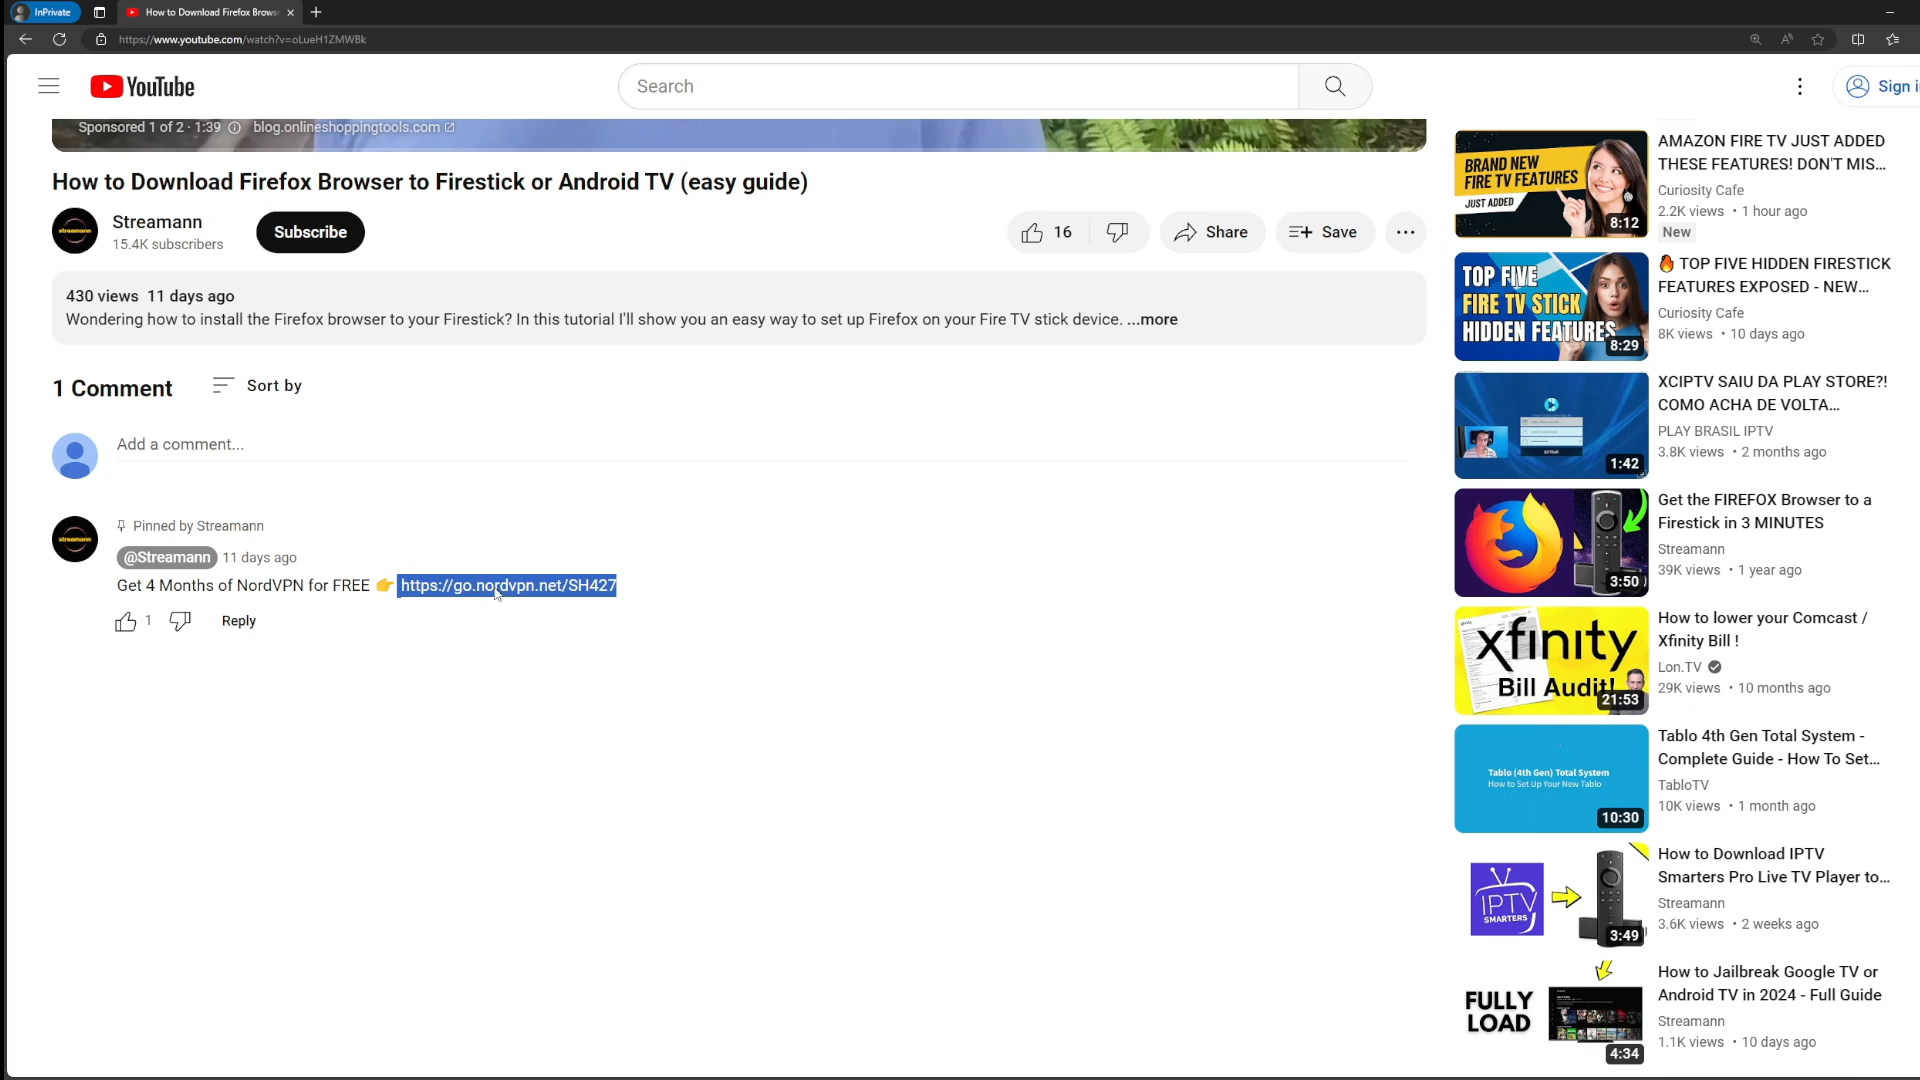 InPrivate
How to Download Firefox Brows
https://www.youtube.com/watch?v=oLueH1ZMWBk
YouTube
Search
Sign i
Sponsored 1 of 2 · 1:39 blog.onlineshoppingtools.com
How to Download Firefox Browser to Firestick or Android TV (easy guide)
Streamann
15.4K subscribers
Subscribe
16
Share
Save
430 views 11 days ago
Wondering how to install the Firefox browser to your Firestick? In this tutorial I'll show you an easy way to set up Firefox on your Fire TV stick device. ...more
1 Comment
Sort by
Add a comment...
streamann
Pinned by Streamann
@Streamann 11 days ago
Get 4 Months of NordVPN for FREE 👉 https://go.nordvpn.net/SH427
1
Reply
BRAND NEW
FIRE TV FEATURES
JUST ADDED
8:12
AMAZON FIRE TV JUST ADDED
THESE FEATURES! DON'T MIS...
Curiosity Cafe
2.2K views • 1 hour ago
New
TOP FIVE
FIRE TV STICK
HIDDEN FEATURES
8:29
🔥 TOP FIVE HIDDEN FIRESTICK
FEATURES EXPOSED - NEW...
Curiosity Cafe
8K views • 10 days ago
1:42
XCIPTV SAIU DA PLAY STORE?!
COMO ACHA DE VOLTA...
PLAY BRASIL IPTV
3.8K views • 2 months ago
3:50
Get the FIREFOX Browser to a
Firestick in 3 MINUTES
Streamann
39K views • 1 year ago
xfinity
Bill Audit!
21:53
How to lower your Comcast /
Xfinity Bill !
Lon.TV
29K views • 10 months ago
Tablo (4th Gen) Total System
How to Set Up Your New Tablo
10:30
Tablo 4th Gen Total System -
Complete Guide - How To Set...
TabloTV
10K views • 1 month ago
IPTV
SMARTERS
3:49
How to Download IPTV
Smarters Pro Live TV Player to...
Streamann
3.6K views • 2 weeks ago
FULLY
LOAD
4:34
How to Jailbreak Google TV or
Android TV in 2024 - Full Guide
Streamann
1.1K views • 10 days ago